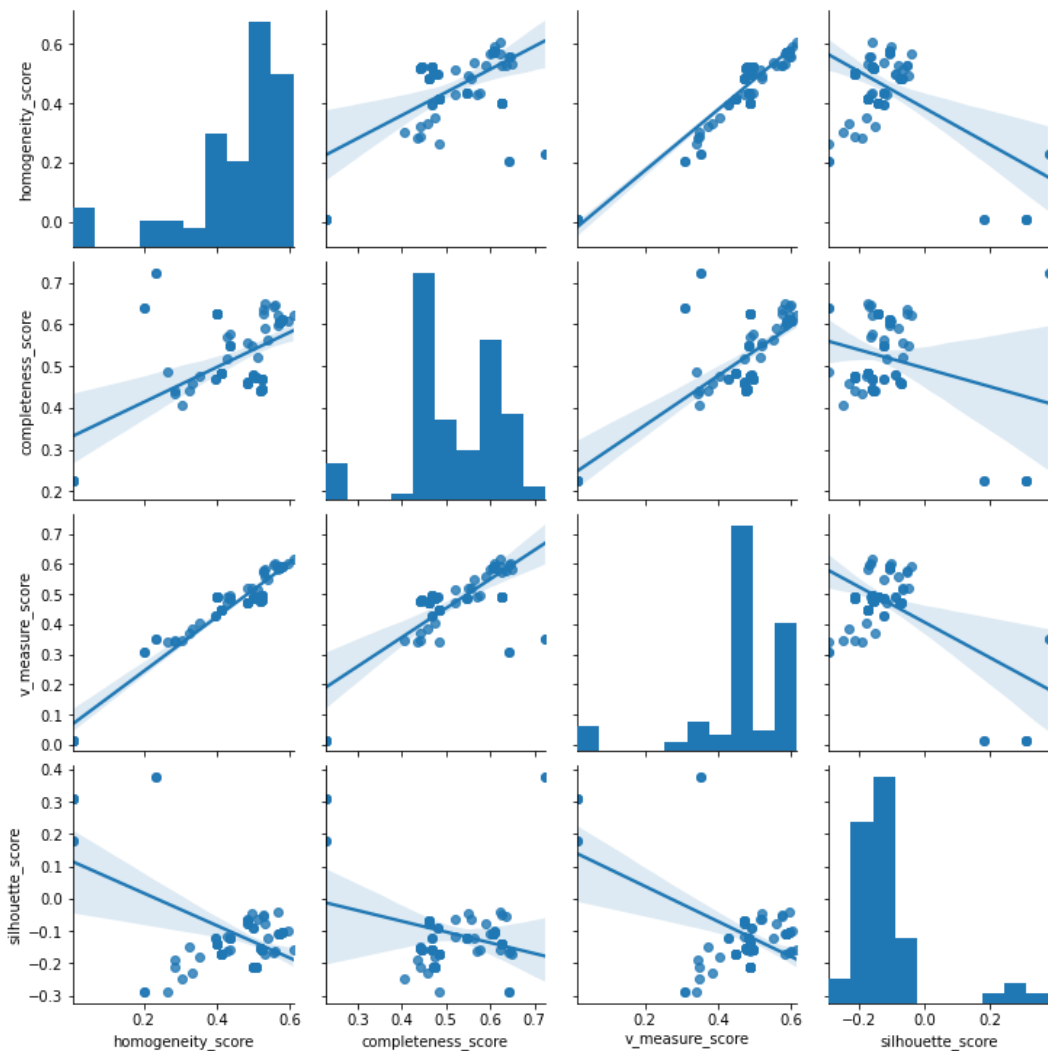 homogeneity_score
0.6
0.4
0.2
0.0
completeness_score
0.7
0.6
0.5
0.4
0.3
0.2
v_measure_score
0.7
0.6
0.5
0.4
0.3
0.2
0.1
0.0
silhouette_score
0.4
0.3
0.2
0.1
0.0
−0.1
−0.2
−0.3
0.2 0.4 0.6
homogeneity_score
0.3 0.4 0.5 0.6 0.7
completeness_score
0.2 0.4 0.6
v_measure_score
−0.2 0.0 0.2
silhouette_score